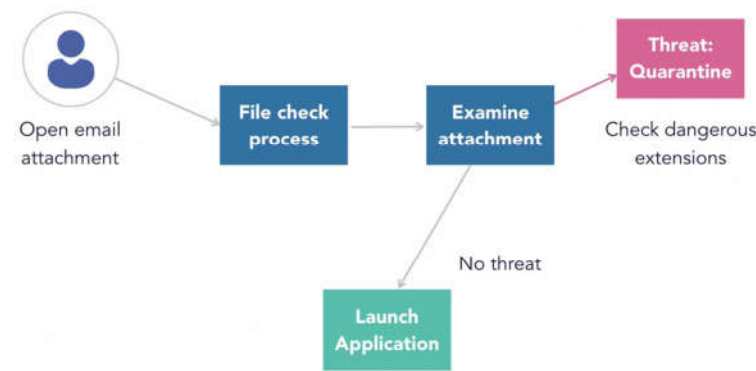 Open email
attachment
File check
process
Examine
attachment
Threat:
Quarantine
Check dangerous
extensions
No threat
Launch
Application